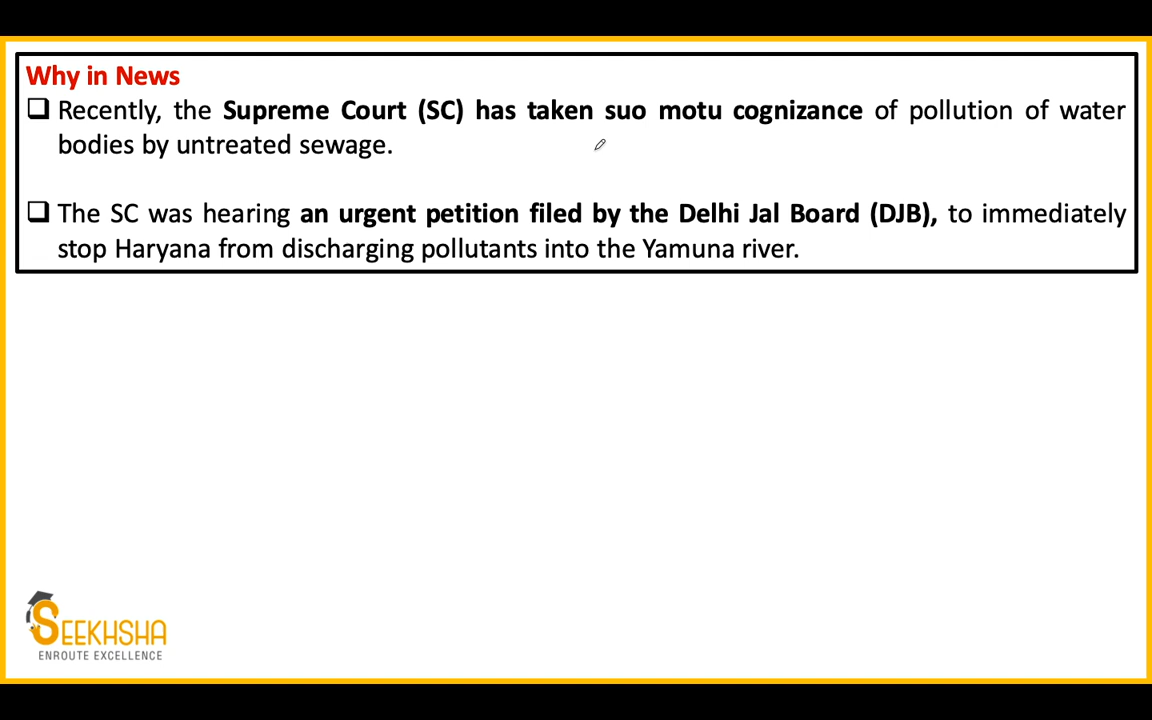 Why in News
❑ Recently, the Supreme Court (SC) has taken suo motu cognizance of pollution of water
bodies by untreated sewage.
❑ The SC was hearing an urgent petition filed by the Delhi Jal Board (DJB), to immediately
stop Haryana from discharging pollutants into the Yamuna river.
SEEKHSHA
ENROUTE EXCELLENCE